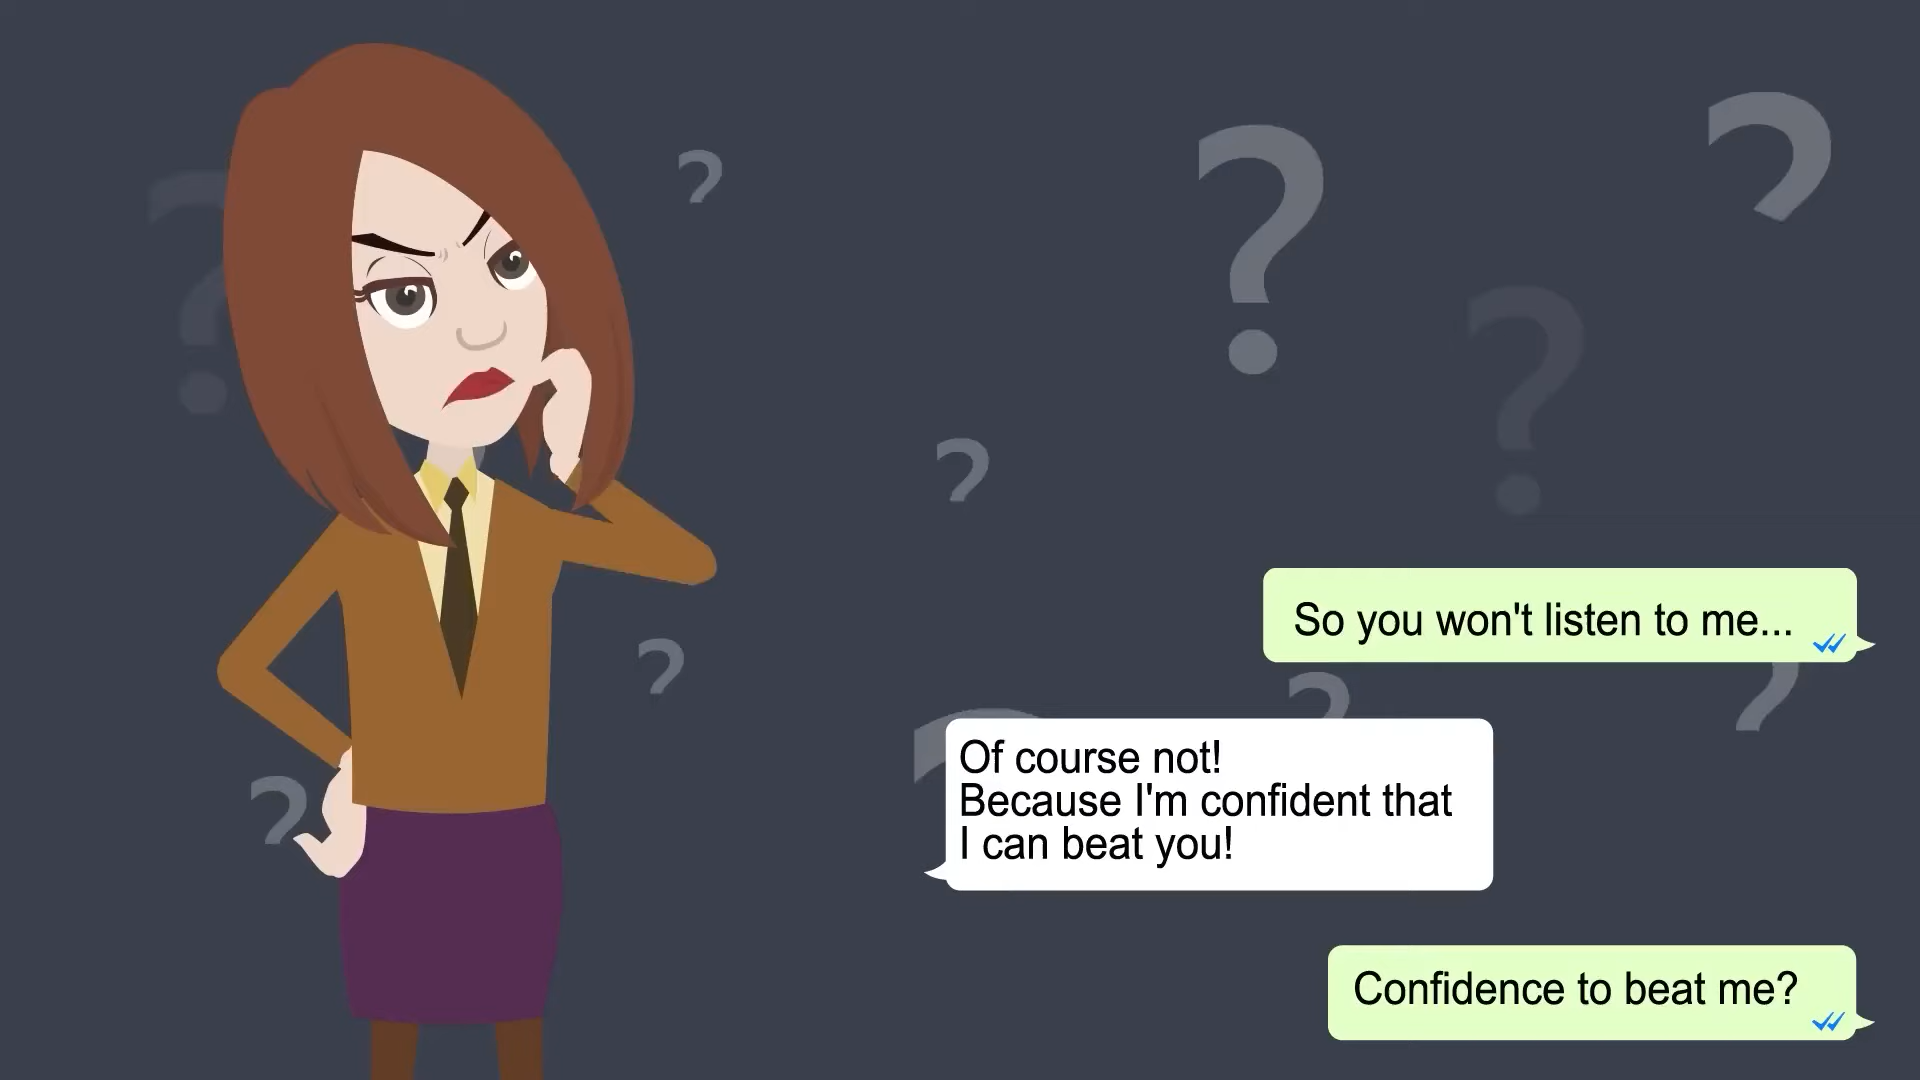 So you won't listen to me...
Of course not!
Because I'm confident that
I can beat you!
Confidence to beat me?